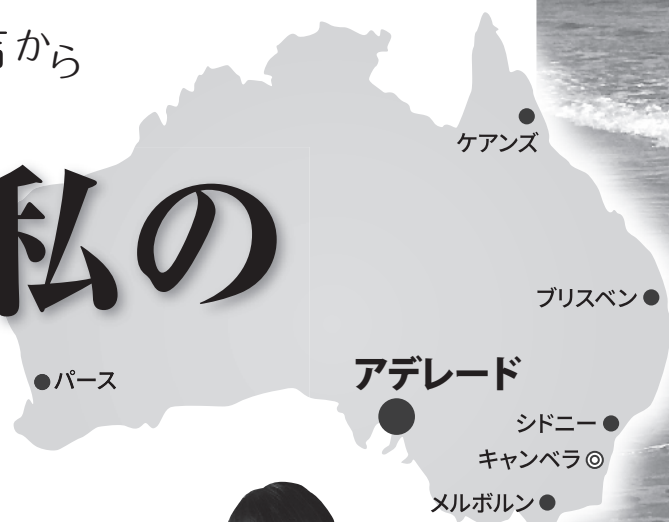 から
私の
ケアンズ
ブリスベン
パース
アデレード
シドニー
キャンベラ
メルボルン